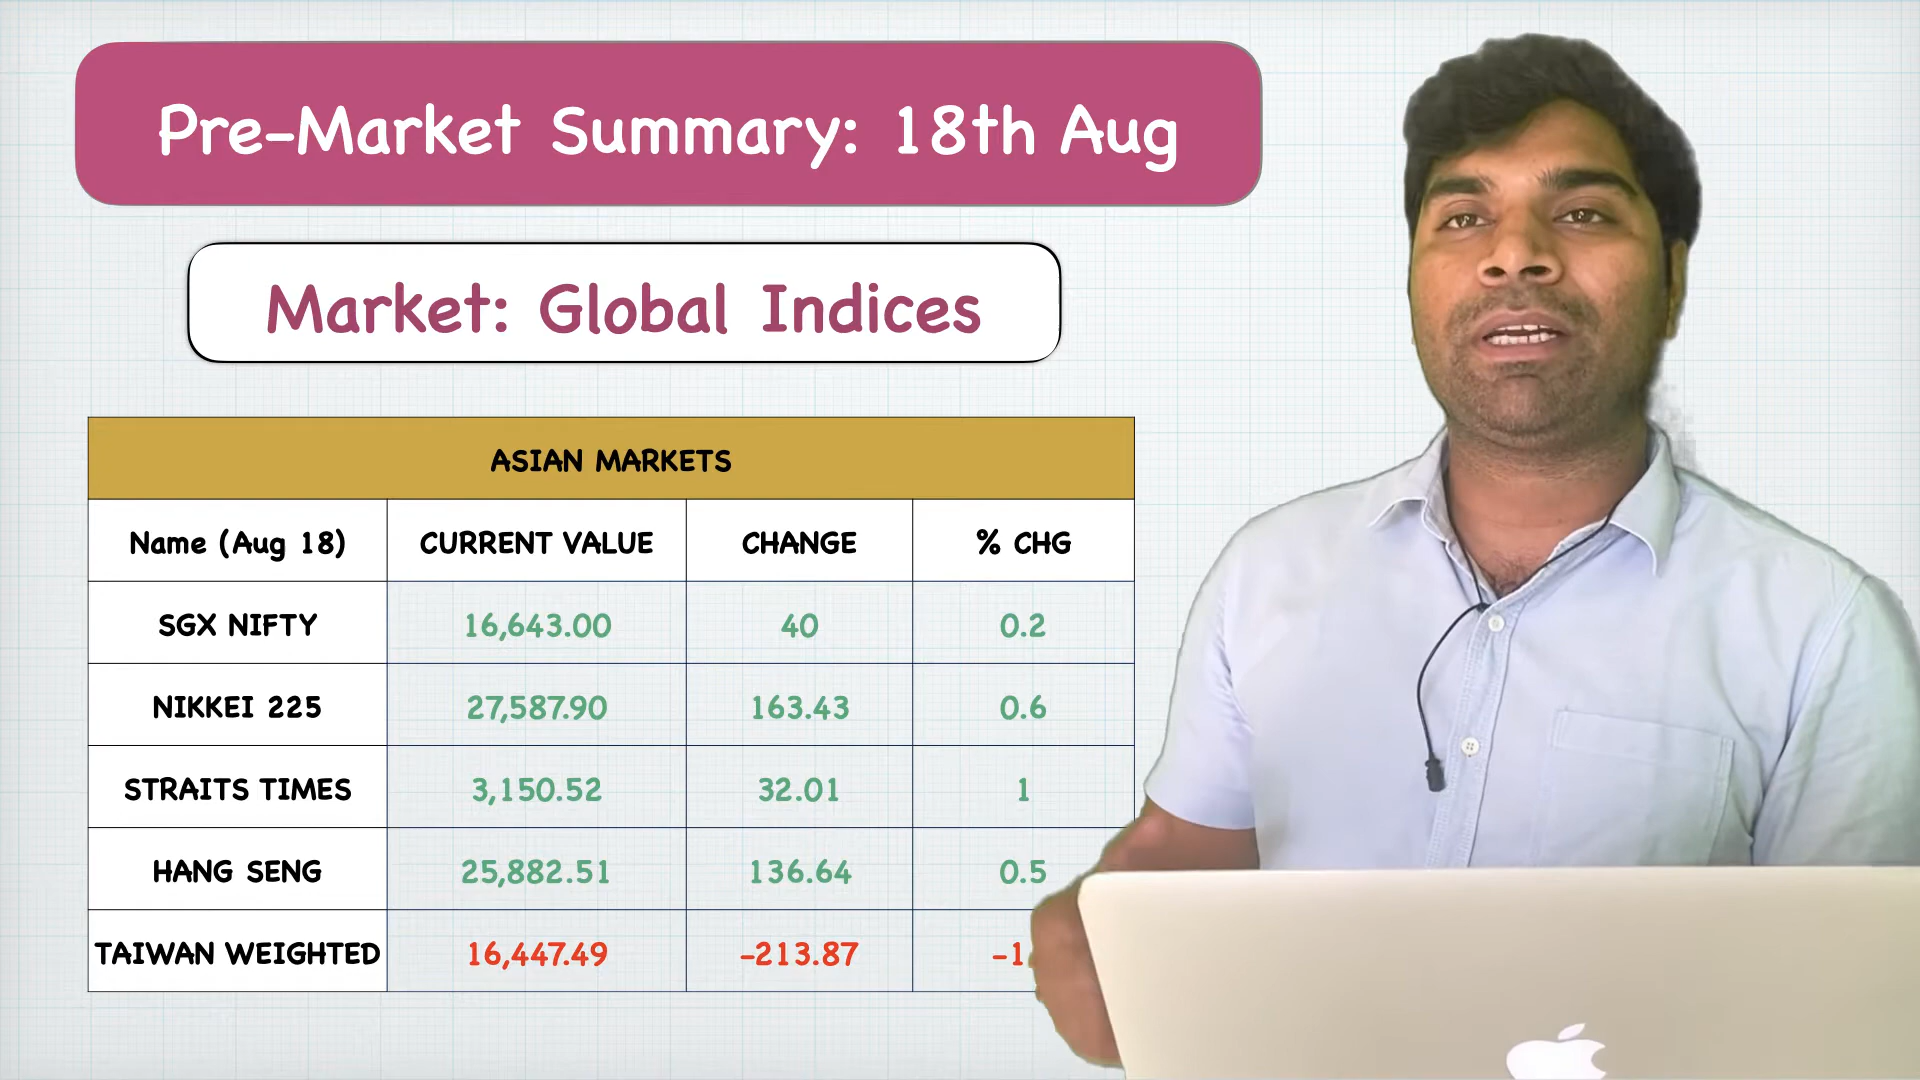 Pre-Market Summary: 18th Aug
Market: Global Indices
ASIAN MARKETS
Name (Aug 18) CURRENT VALUE CHANGE % CHG
SGX NIFTY 16,643.00 40 0.2
NIKKEI 225 27,587.90 163.43 0.6
STRAITS TIMES 3,150.52 32.01 1
HANG SENG 25,882.51 136.64 0.5
TAIWAN WEIGHTED 16,447.49 -213.87